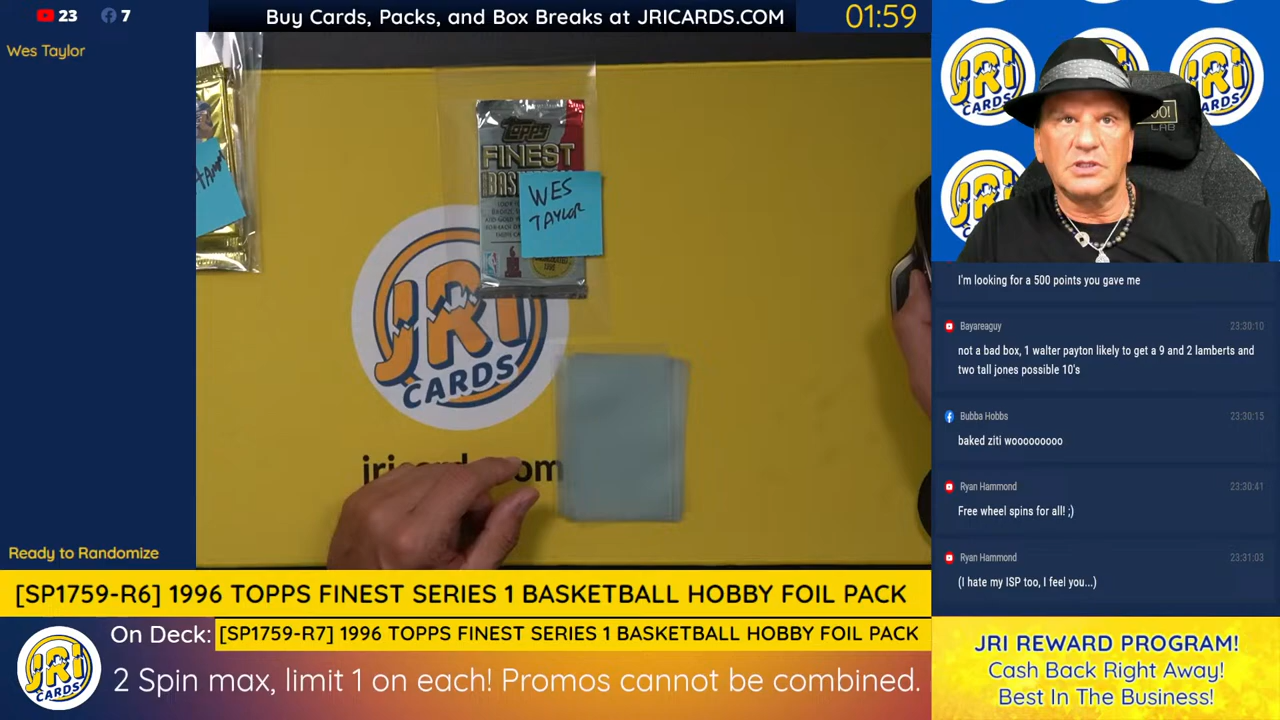 23
7
Buy Cards, Packs, and Box Breaks at JRICARDS.COM
01:59
Wes Taylor
TOPPS
FINEST
WES
TAYLOR
JRI
CARDS
JRI
CARDS
LAB
I'm looking for a 500 points you gave me
Bayareaguy
23:30:10
not a bad box, 1 walter payton likely to get a 9 and 2 lamberts and
two tall jones possible 10's
Bubba Hobbs
23:30:15
baked ziti wooooooooo
Ryan Hammond
23:30:41
Free wheel spins for all! ;)
Ryan Hammond
23:31:03
(I hate my ISP too, I feel you...)
Ready to Randomize
[SP1759-R6] 1996 TOPPS FINEST SERIES 1 BASKETBALL HOBBY FOIL PACK
On Deck: [SP1759-R7] 1996 TOPPS FINEST SERIES 1 BASKETBALL HOBBY FOIL PACK
JRI
CARDS
2 Spin max, limit 1 on each! Promos cannot be combined.
JRI REWARD PROGRAM!
Cash Back Right Away!
Best In The Business!